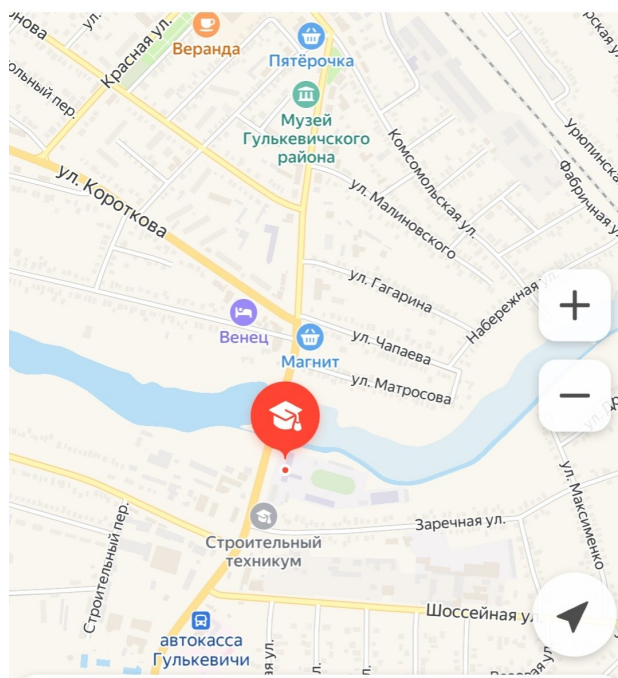 ул.
Красная ул.
Веранда
Пятёрочка
Музей
Гулькевичского
района
Комсомольская ул.
Урюпинска
Фабричная у
ул. Короткова
ул. Малиновского
ул. Гагарина
Набережная ул.
Венец
Магнит
ул. Чапаева
ул. Матросова
ул. Максименко
Заречная ул.
Строительный
техникум
Строительный пер.
Шоссейная ул
автокасса
Гулькевичи